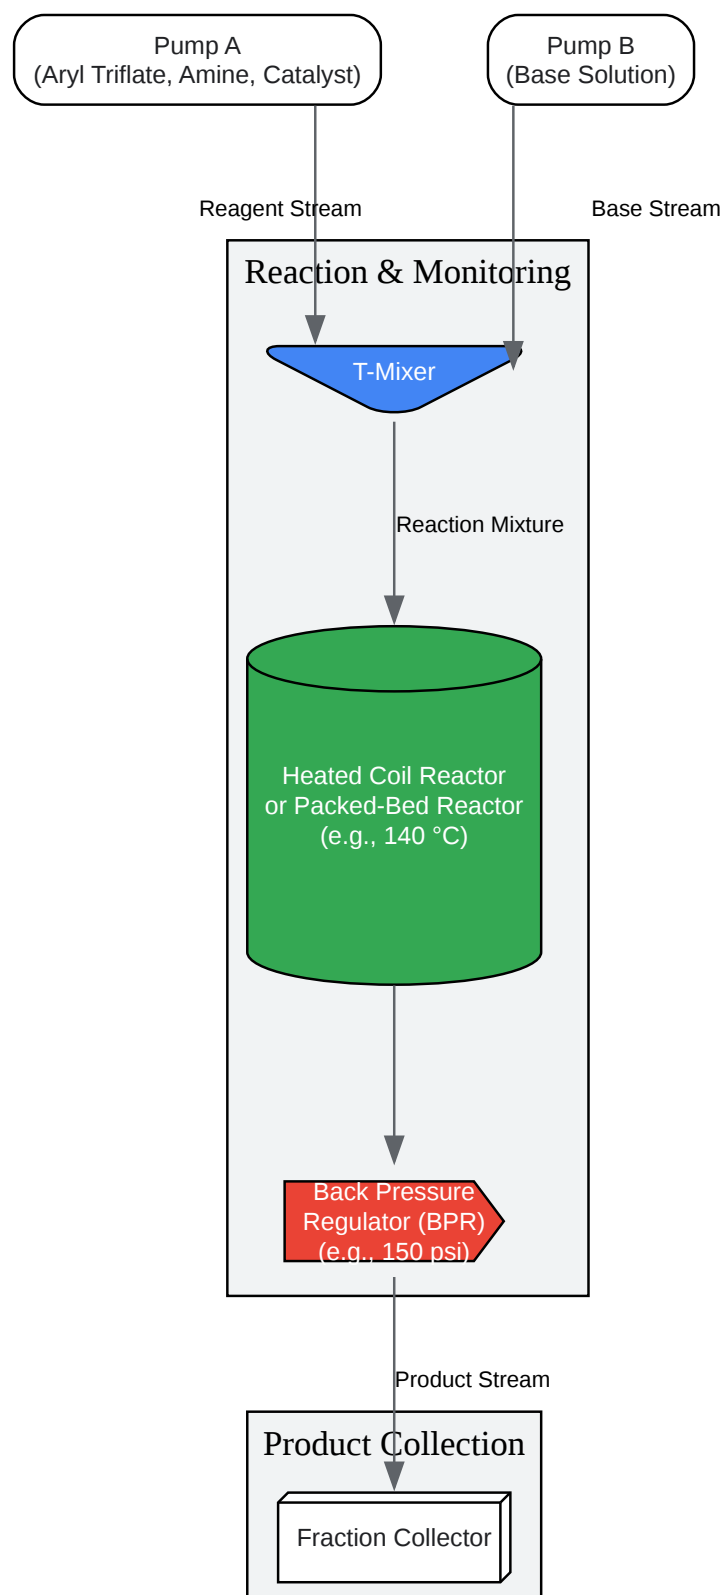 Pump A
(Aryl Triflate, Amine, Catalyst)
Pump B
(Base Solution)
Reagent Stream
Base Stream
Reaction & Monitoring
T-Mixer
Reaction Mixture
Heated Coil Reactor
or Packed-Bed Reactor
(e.g., 140 °C)
Back Pressure
Regulator (BPR)
(e.g., 150 psi)
Product Stream
Product Collection
Fraction Collector